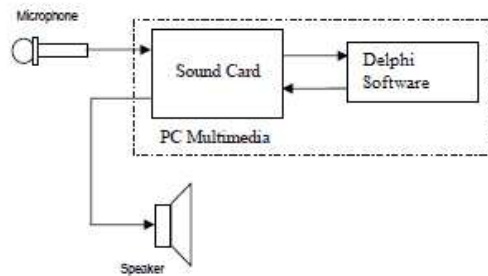 Microphone
Sound Card
Delphi
Software
PC Multimedia
Speaker